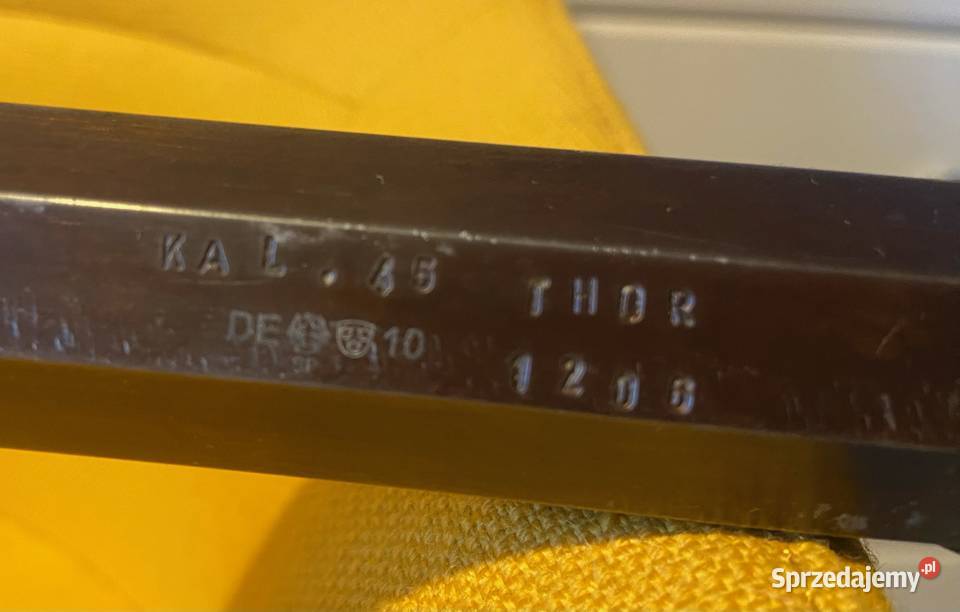 KAL. .45 THOR
DE 10
1206
Sprzedajemy.pl